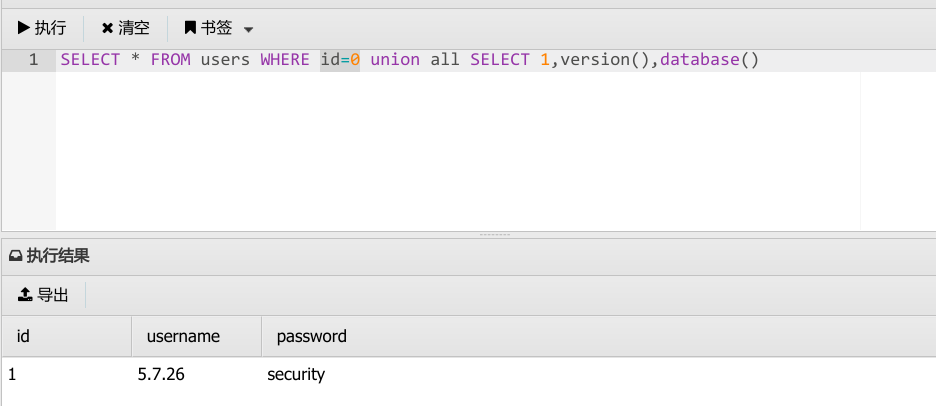 执行 清空 书签
1 SELECT * FROM users WHERE id=0 union all SELECT 1,version(),database()
执行结果
导出
id username password
1 5.7.26 security